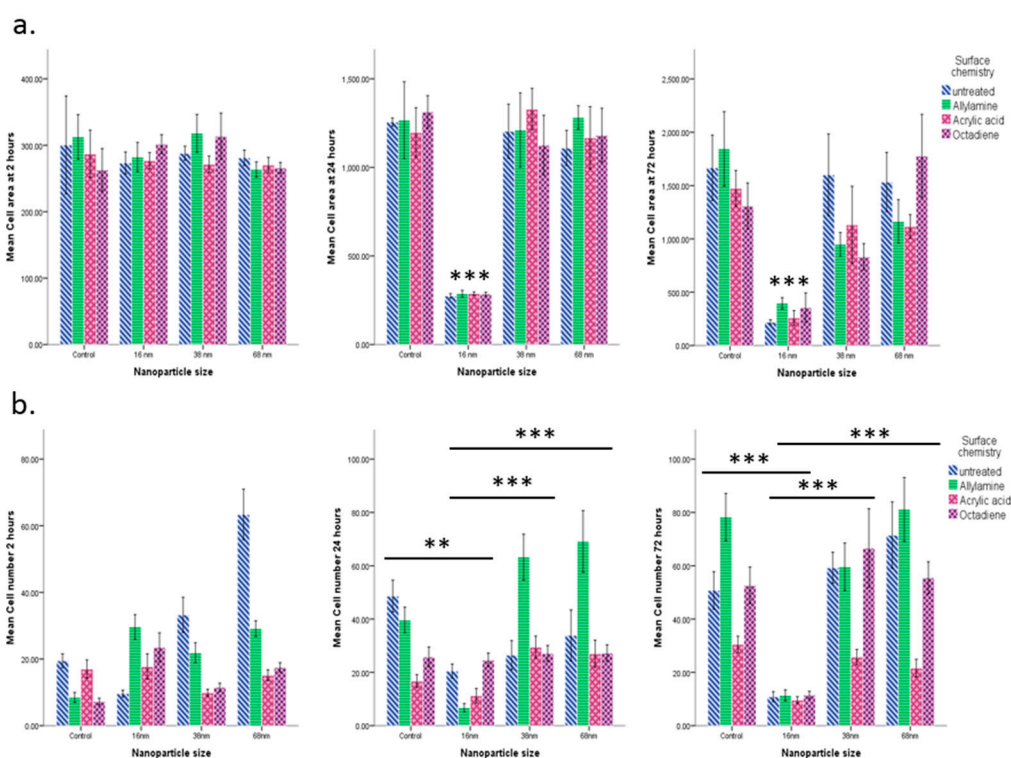 a.
Mean Cell area at 2 hours
400.00
300.00
200.00
100.00
0.00
Control 16 nm 38 nm 68 nm
Nanoparticle size
Mean Cell area at 24 hours
1,500.00
1,000.00
500.00
0.00
***
Control 16 nm 38 nm 68 nm
Nanoparticle size
Mean Cell area at 72 hours
2,500.00
2,000.00
1,500.00
1,000.00
500.00
0.00
***
Control 16 nm 38 nm 68 nm
Nanoparticle size
Surface
chemistry
untreated
Allylamine
Acrylic acid
Octadiene
b.
Mean Cell number 2 hours
80.00
60.00
40.00
20.00
0.00
Control 16nm 38nm 68nm
Nanoparticle size
Mean Cell number 24 hours
100.00
80.00
60.00
40.00
20.00
0.00
***
***
**
Control 16nm 38nm 68nm
Nanoparticle size
Mean Cell number 72 hours
100.00
80.00
60.00
40.00
20.00
0.00
***
***
***
Control 16nm 38nm 68nm
Nanoparticle size
Surface
chemistry
untreated
Allylamine
Acrylic acid
Octadiene